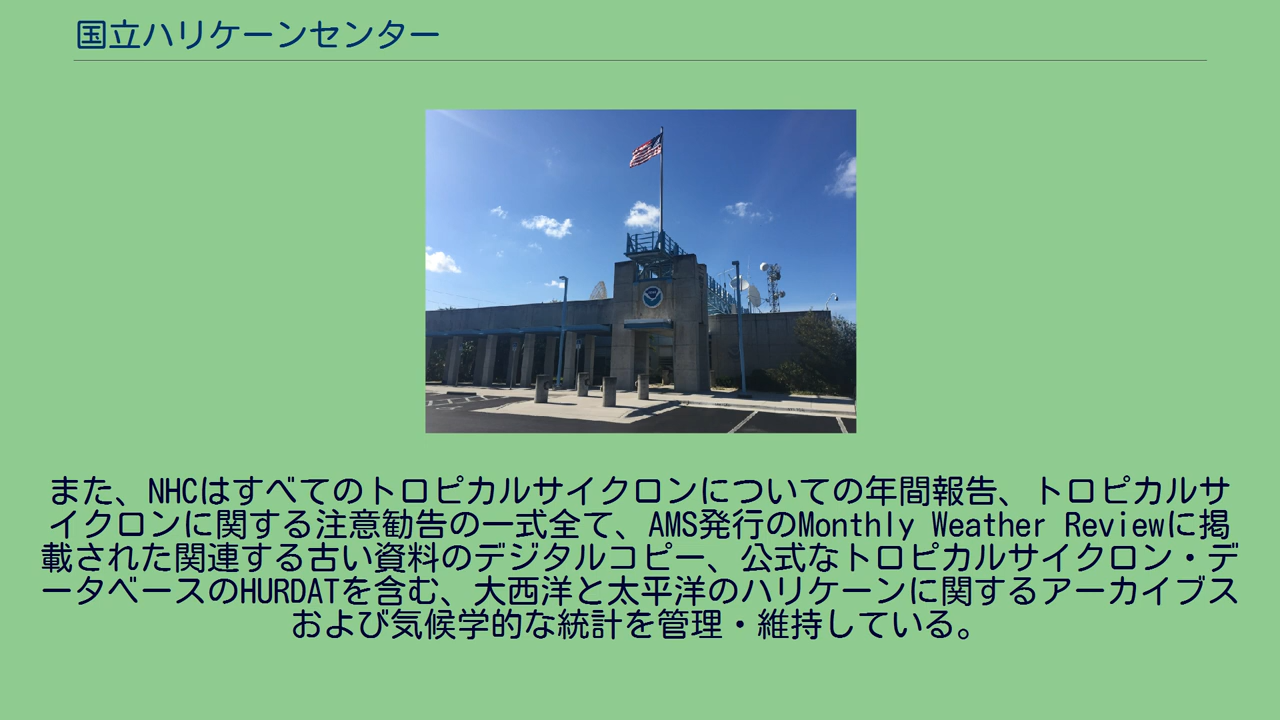 国立ハリケーンセンター
また、NHCはすべてのトロピカルサイクロンについての年間報告、トロピカルサ
イクロンに関する注意勧告の一式全て、AMS発行のMonthly Weather Reviewに掲
載された関連する古い資料のデジタルコピー、公式なトロピカルサイクロン・デ
ータベースのHURDATを含む、大西洋と太平洋のハリケーンに関するアーカイブス
および気候学的な統計を管理・維持している。